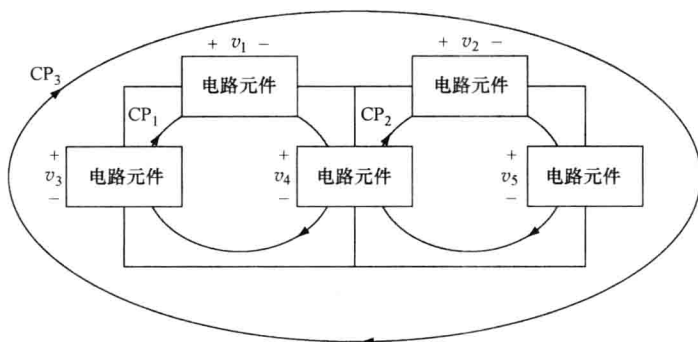 + v₁ −
+ v₂ −
CP₃
电路元件
电路元件
CP₁
CP₂
+
v₃
−
电路元件
+
v₄
−
电路元件
+
v₅
−
电路元件